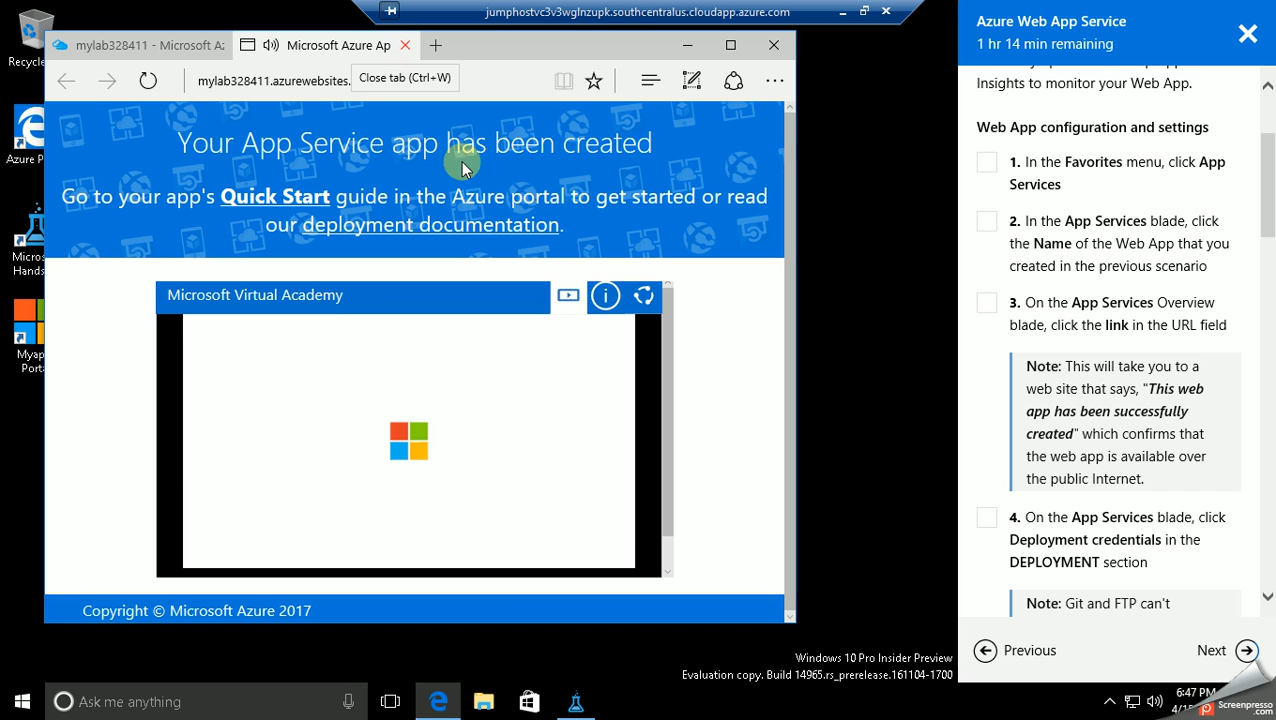 jumphostvc3v3wglnzupk.southcentralus.cloudapp.azure.com
Recycle
Azure P
Micros
Hands
Myap
Port
mylab328411 - Microsoft Az
Microsoft Azure Ap
mylab328411.azurewebsites.
Close tab (Ctrl+W)
Your App Service app has been created
Go to your app's Quick Start guide in the Azure portal to get started or read
our deployment documentation.
Microsoft Virtual Academy
Copyright © Microsoft Azure 2017
Windows 10 Pro Insider Preview
Evaluation copy. Build 14965.rs_prerelease.161104-1700
Ask me anything
Azure Web App Service
1 hr 14 min remaining
Insights to monitor your Web App.
Web App configuration and settings
1. In the Favorites menu, click App
Services
2. In the App Services blade, click
the Name of the Web App that you
created in the previous scenario
3. On the App Services Overview
blade, click the link in the URL field
Note: This will take you to a
web site that says, "This web
app has been successfully
created" which confirms that
the web app is available over
the public Internet.
4. On the App Services blade, click
Deployment credentials in the
DEPLOYMENT section
Note: Git and FTP can't
Previous
Next
6:47 PM
Screenpresso
.com